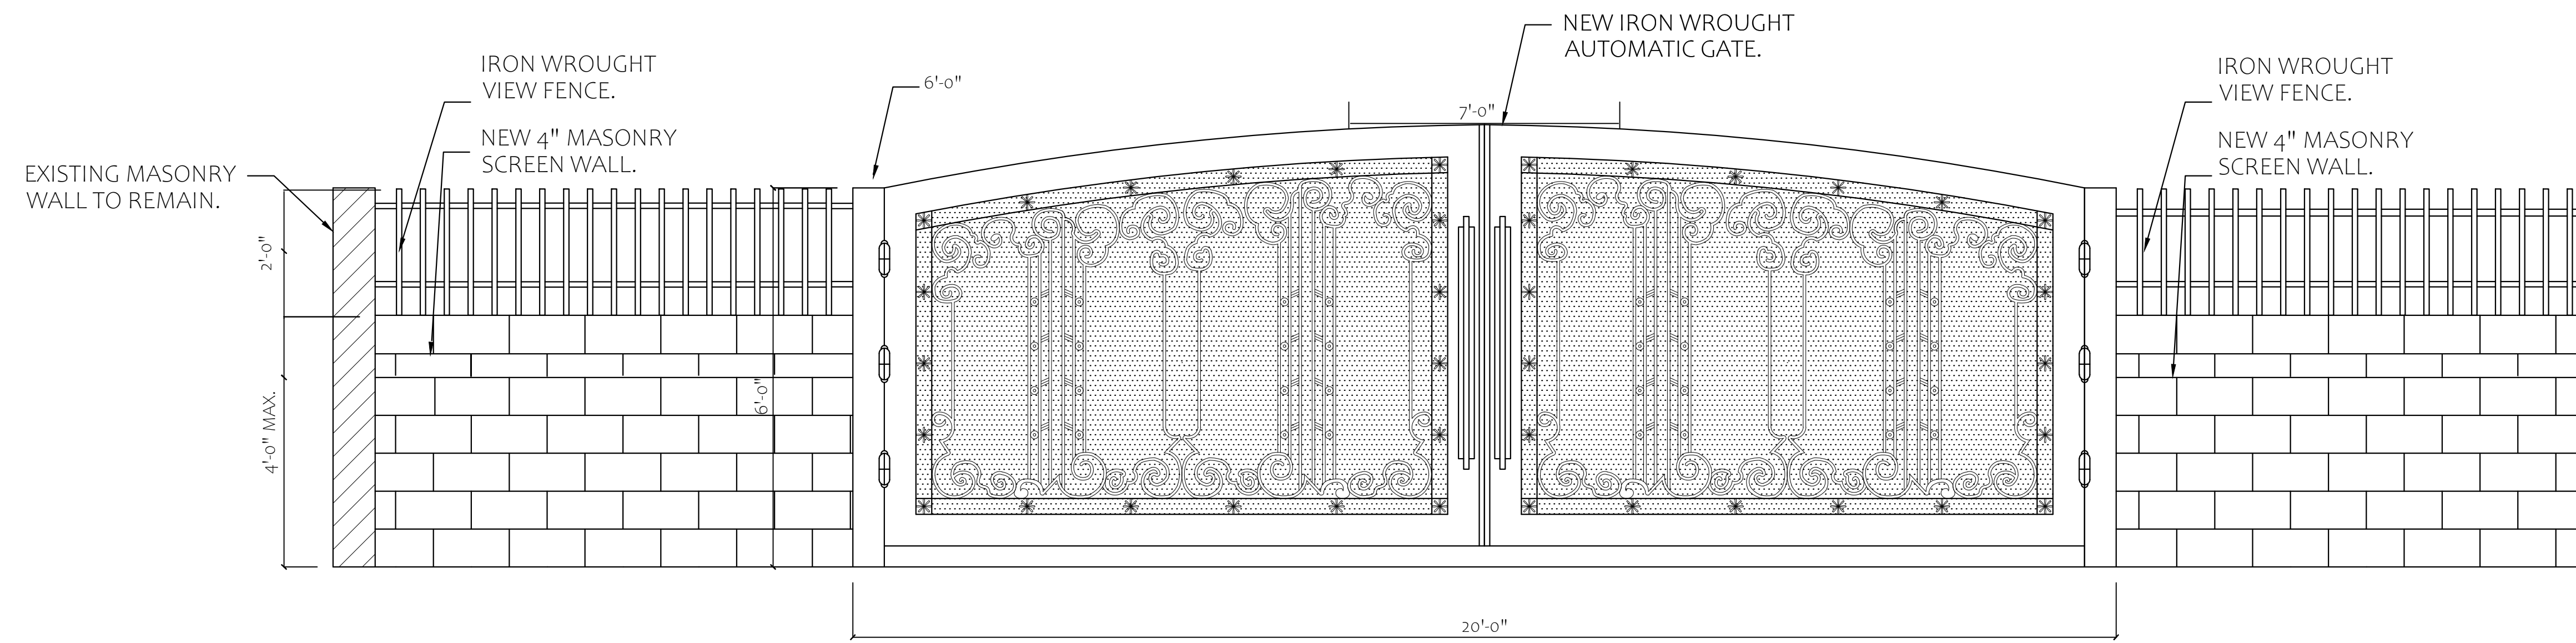 NEW IRON WROUGHT
AUTOMATIC GATE.
IRON WROUGHT
VIEW FENCE.
6'-0"
IRON WROUGHT
VIEW FENCE.
7'-0"
NEW 4" MASONRY
SCREEN WALL.
NEW 4" MASONRY
SCREEN WALL.
EXISTING MASONRY
WALL TO REMAIN.
2'-0"
6'-0"
4'-0" MAX.
20'-0"